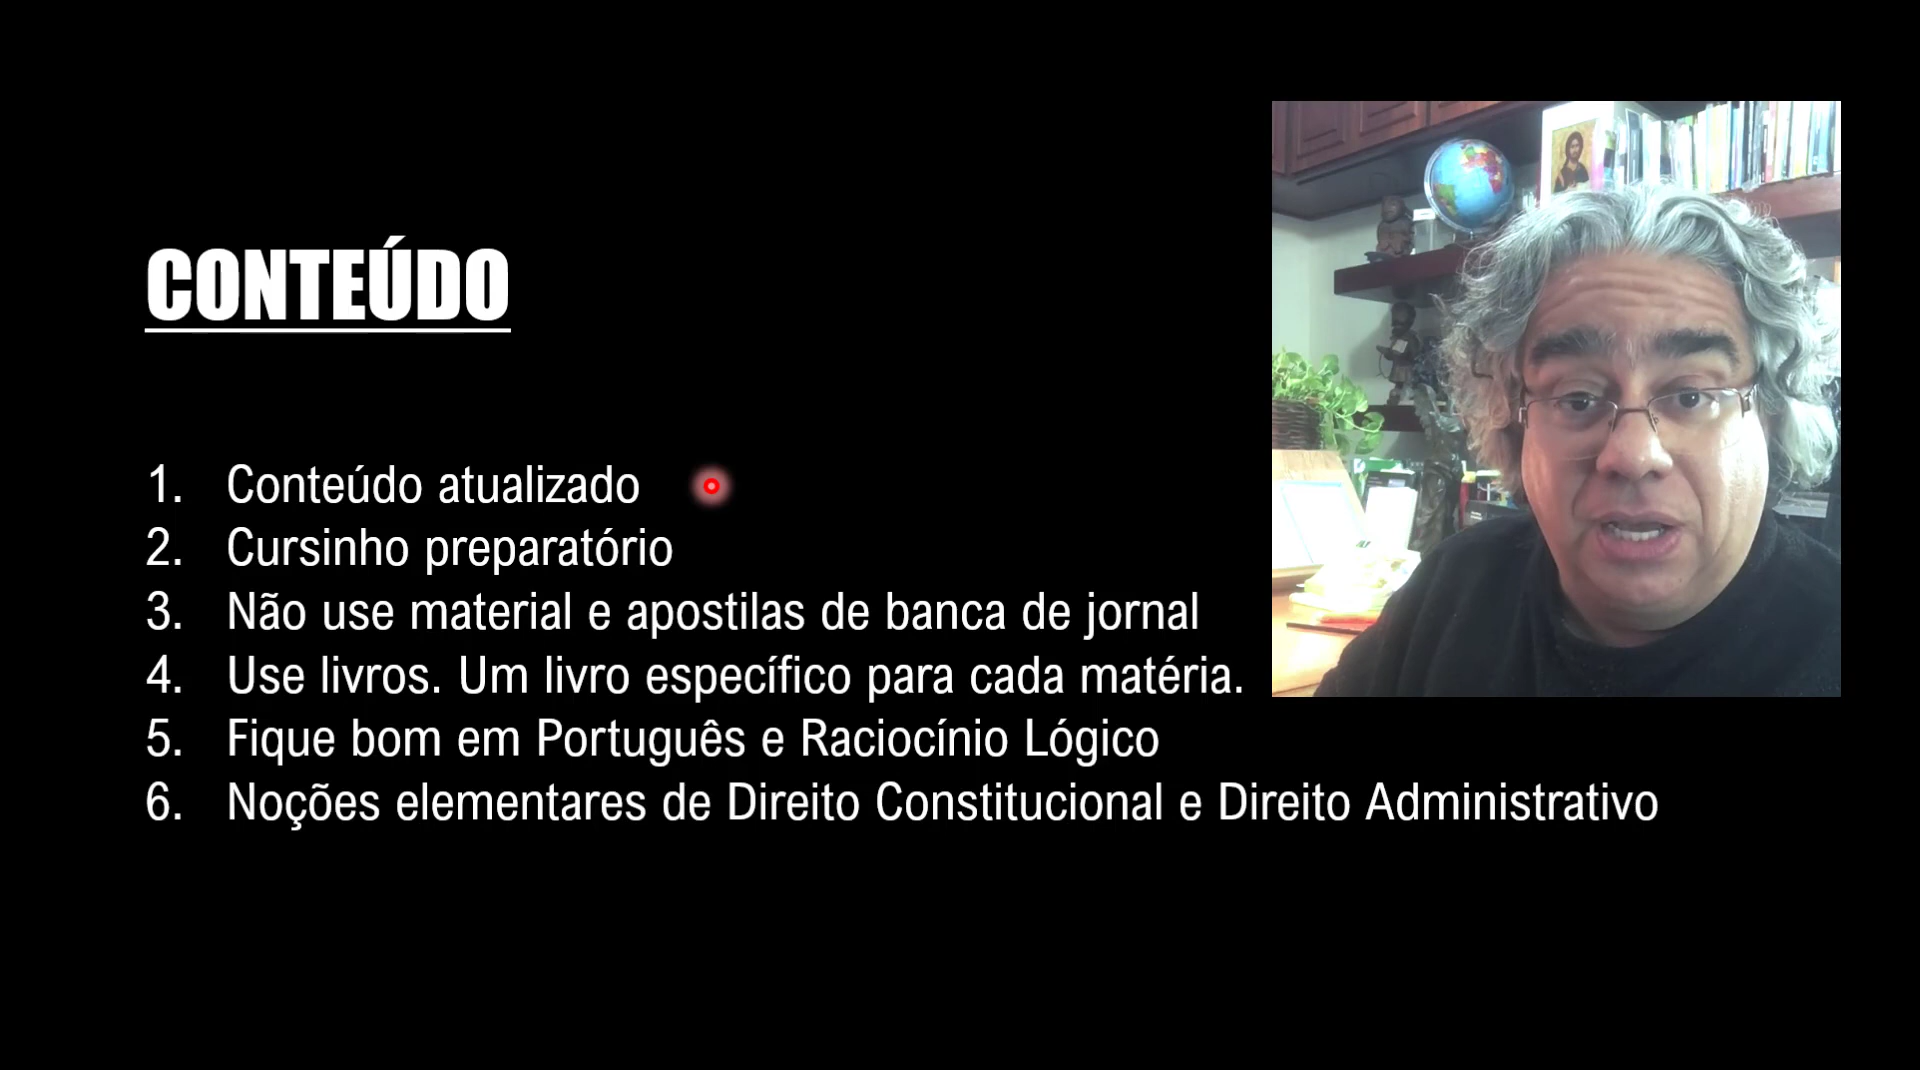 CONTEÚDO
1. Conteúdo atualizado
2. Cursinho preparatório
3. Não use material e apostilas de banca de jornal
4. Use livros. Um livro específico para cada matéria.
5. Fique bom em Português e Raciocínio Lógico
6. Noções elementares de Direito Constitucional e Direito Administrativo